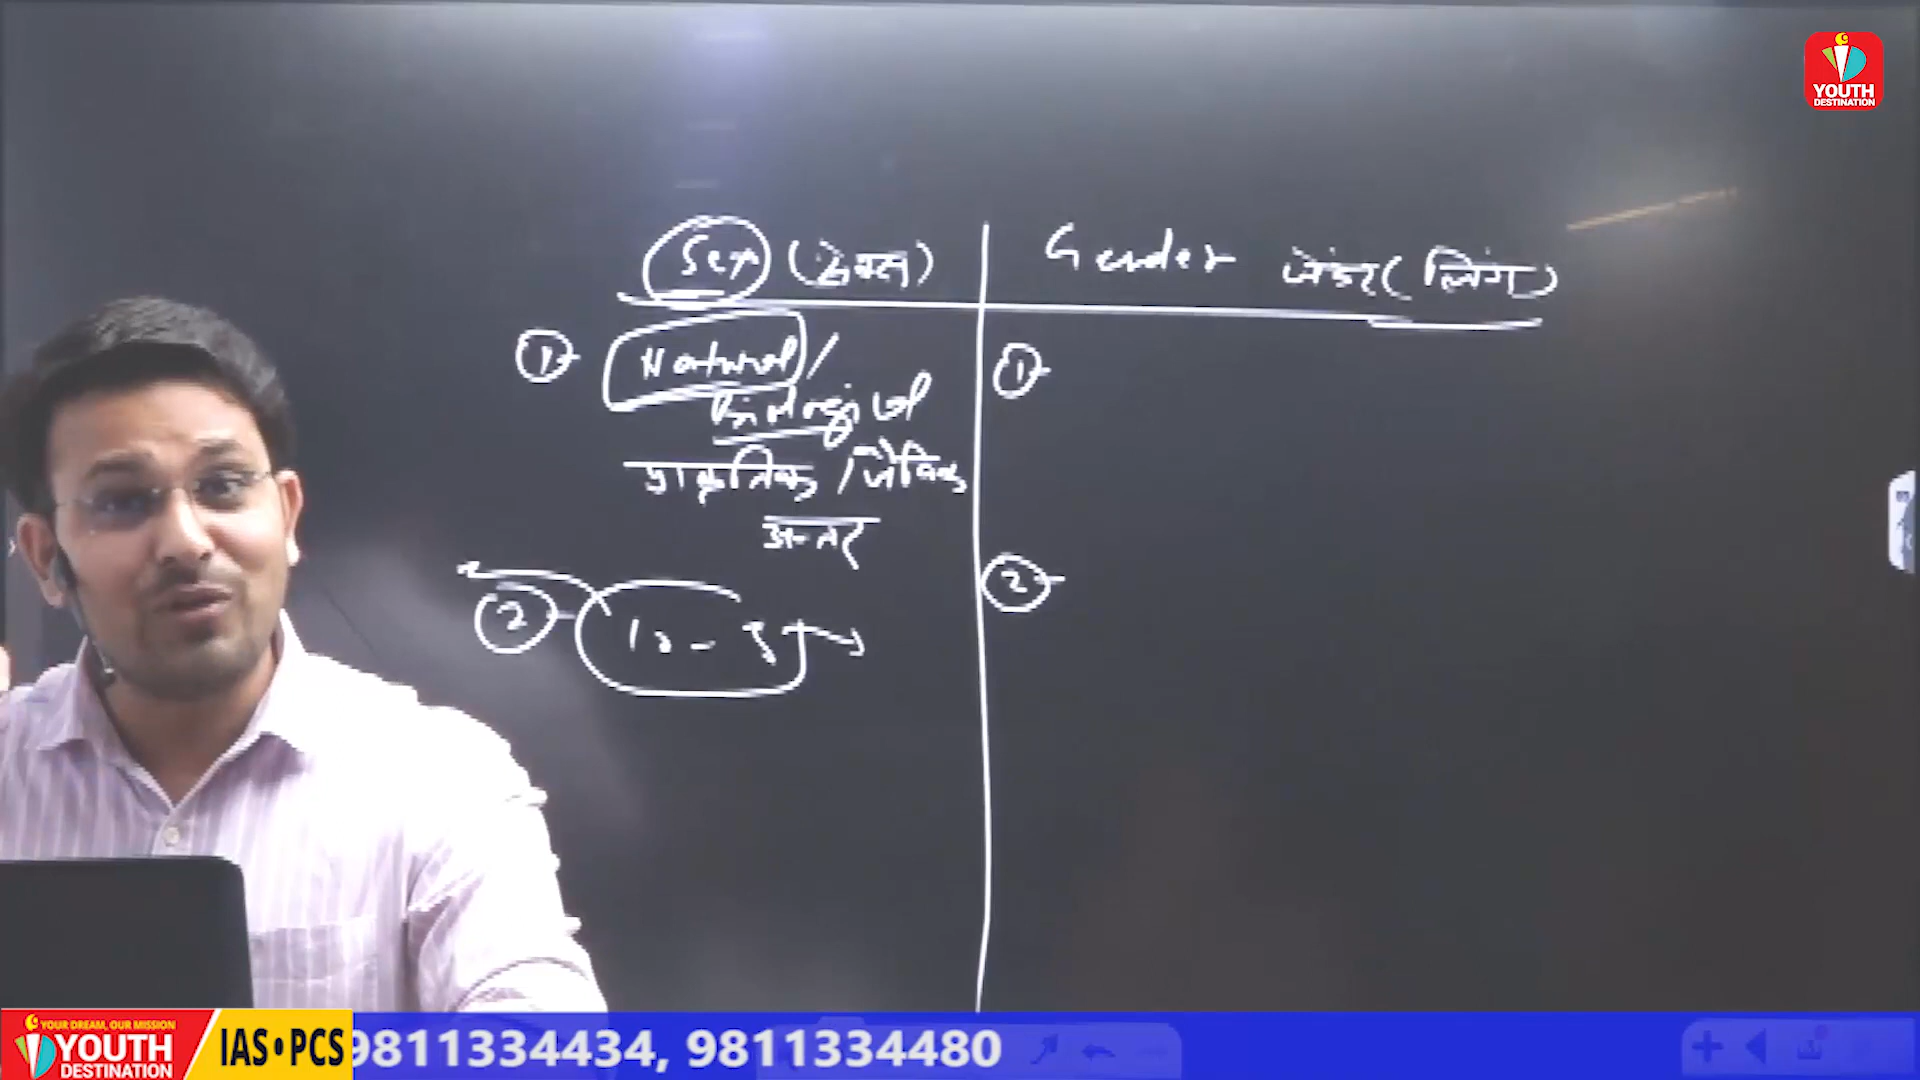 YOUTH
DESTINATION
Sex (सेक्स)
Gender जेंडर (लिंग)
① Natural /
Biological
प्राकृतिक / जैविक
अन्तर
②
①
②
YOUR DREAM, OUR MISSION
YOUTH
DESTINATION
IAS•PCS
9811334434, 9811334480